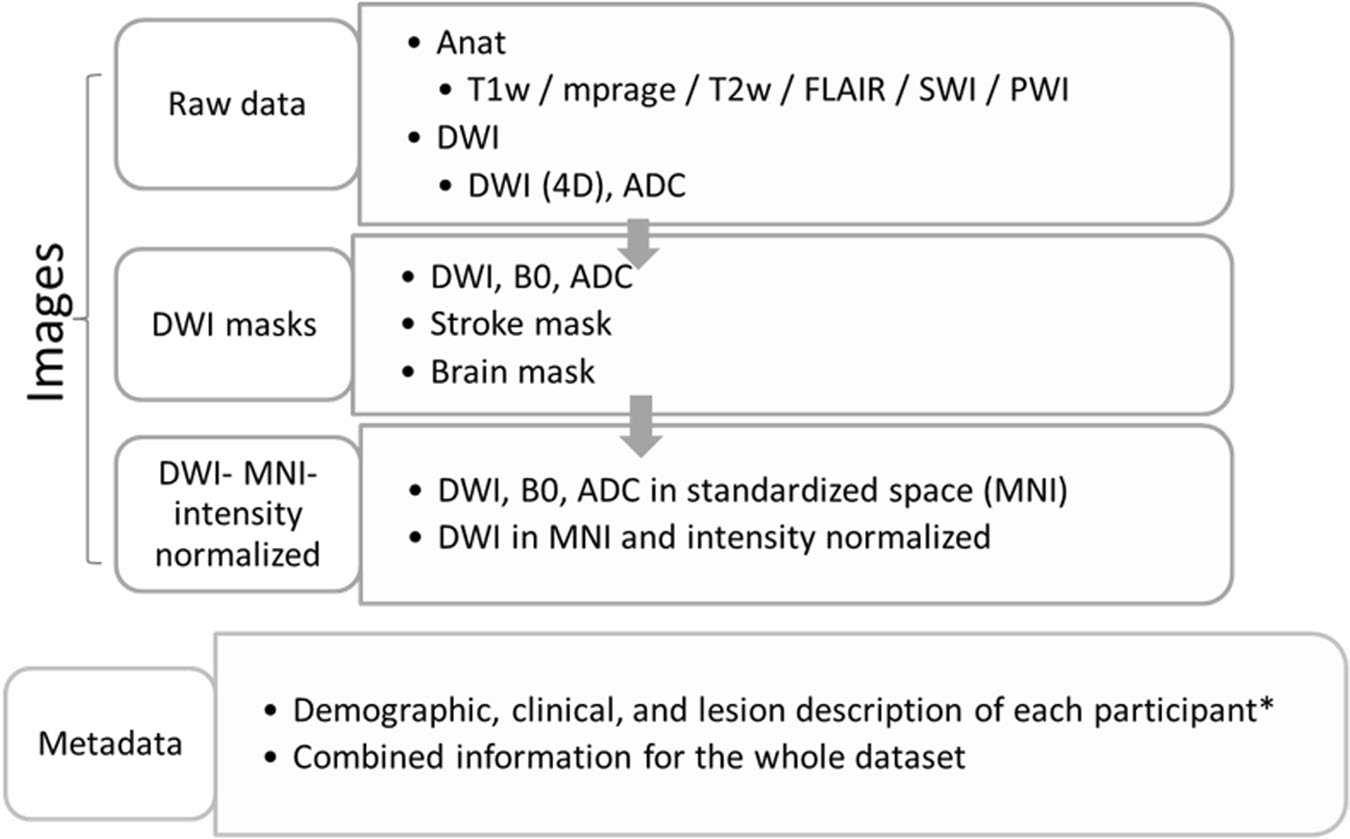 Images
Raw data
• Anat
• T1w / mprage / T2w / FLAIR / SWI / PWI
• DWI
• DWI (4D), ADC
DWI masks
• DWI, B0, ADC
• Stroke mask
• Brain mask
DWI- MNI-
intensity
normalized
• DWI, B0, ADC in standardized space (MNI)
• DWI in MNI and intensity normalized
Metadata
• Demographic, clinical, and lesion description of each participant*
• Combined information for the whole dataset